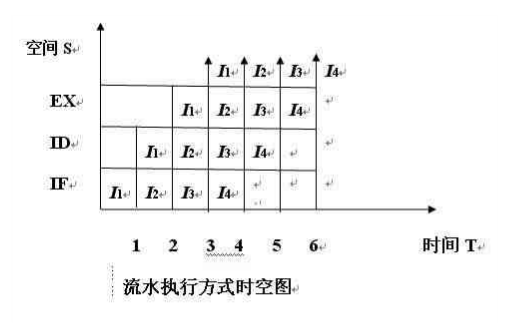 空间 S
I1 I2 I3 I4
EX I1 I2 I3 I4
ID I1 I2 I3 I4
IF I1 I2 I3 I4
1 2 3 4 5 6 时间 T
流水执行方式时空图